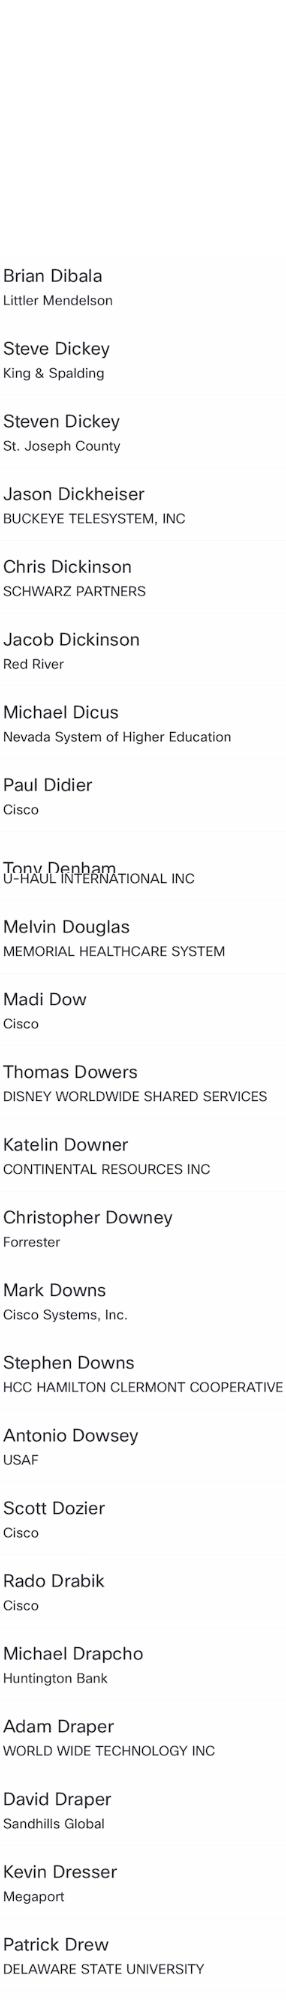 Brian Dibala
Littler Mendelson
Steve Dickey
King & Spalding
Steven Dickey
St. Joseph County
Jason Dickheiser
BUCKEYE TELESYSTEM, INC
Chris Dickinson
SCHWARZ PARTNERS
Jacob Dickinson
Red River
Michael Dicus
Nevada System of Higher Education
Paul Didier
Cisco
Tony Denham
U-HAUL INTERNATIONAL INC
Melvin Douglas
MEMORIAL HEALTHCARE SYSTEM
Madi Dow
Cisco
Thomas Dowers
DISNEY WORLDWIDE SHARED SERVICES
Katelin Downer
CONTINENTAL RESOURCES INC
Christopher Downey
Forrester
Mark Downs
Cisco Systems, Inc.
Stephen Downs
HCC HAMILTON CLERMONT COOPERATIVE
Antonio Dowsey
USAF
Scott Dozier
Cisco
Rado Drabik
Cisco
Michael Drapcho
Huntington Bank
Adam Draper
WORLD WIDE TECHNOLOGY INC
David Draper
Sandhills Global
Kevin Dresser
Megaport
Patrick Drew
DELAWARE STATE UNIVERSITY